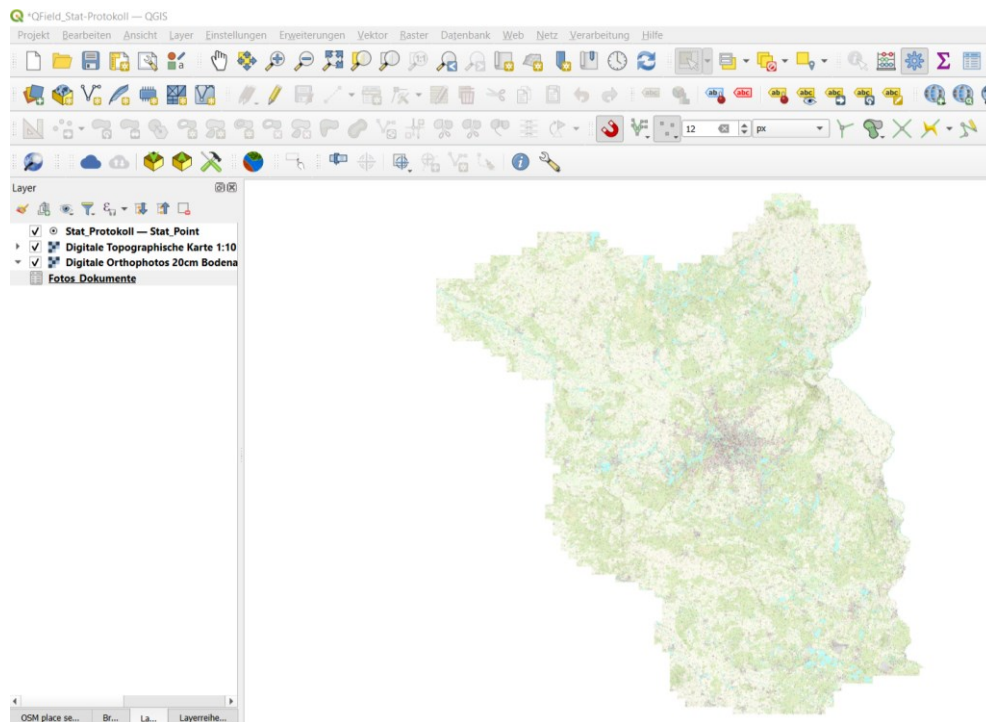 *QField_Stat-Protokoll — QGIS
Projekt Bearbeiten Ansicht Layer Einstellungen Erweiterungen Vektor Raster Datenbank Web Netz Verarbeitung Hilfe
12 px
Layer
Stat_Protokoll — Stat_Point
Digitale Topographische Karte 1:10
Digitale Orthophotos 20cm Bodena
Fotos_Dokumente
OSM place se... Br... La... Layerreihe...